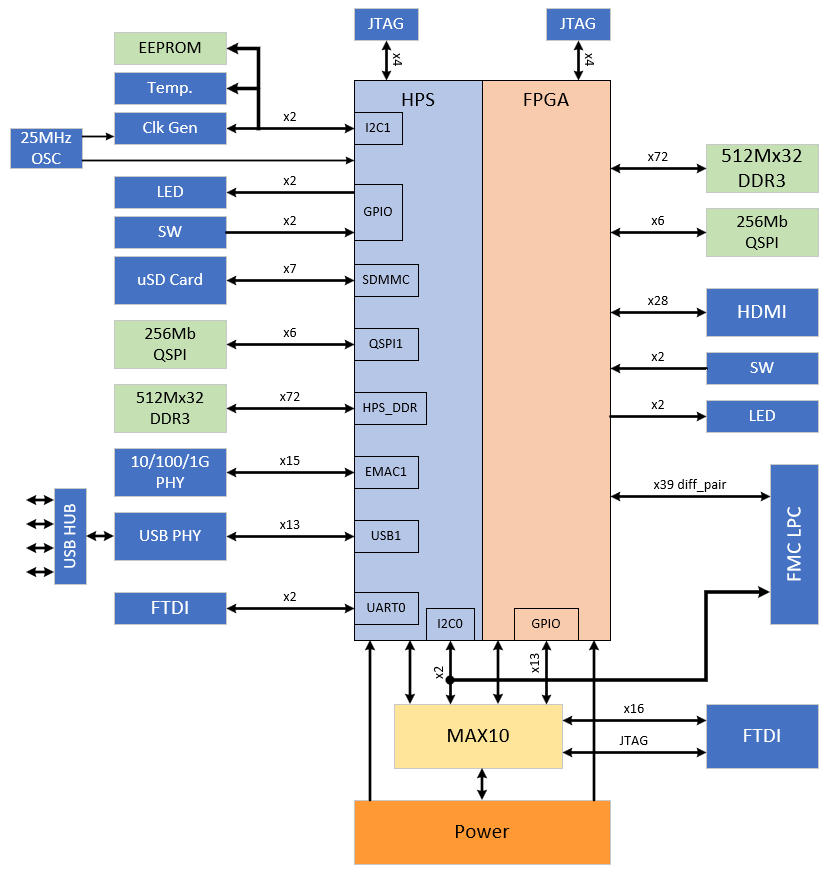 JTAG
JTAG
x4
x4
EEPROM
Temp.
Clk Gen
x2
25MHz
OSC
HPS
FPGA
I2C1
LED
x2
SW
x2
GPIO
uSD Card
x7
SDMMC
256Mb
QSPI
x6
QSPI1
512Mx32
DDR3
x72
HPS_DDR
10/100/1G
PHY
x15
EMAC1
USB HUB
USB PHY
x13
USB1
FTDI
x2
UART0
I2C0
GPIO
x72
512Mx32
DDR3
x6
256Mb
QSPI
x28
HDMI
x2
SW
x2
LED
x39 diff_pair
FMC LPC
x2
x13
MAX10
x16
JTAG
FTDI
Power